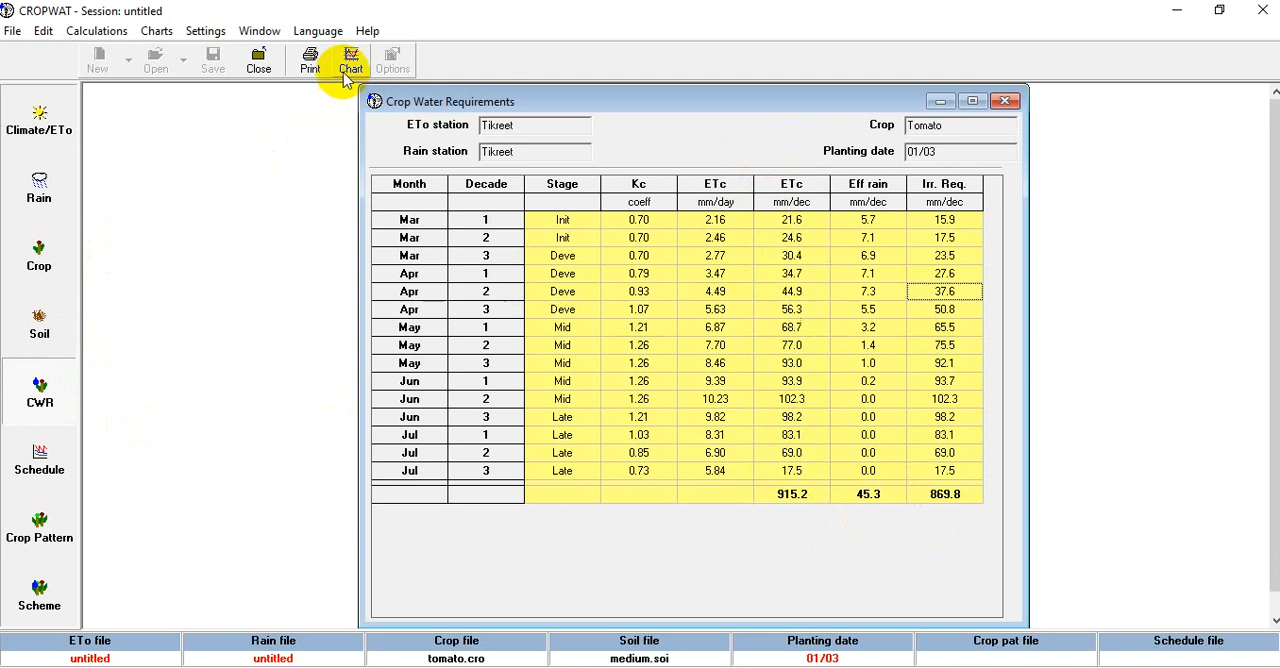 CROPWAT - Session: untitled
File Edit Calculations Charts Settings Window Language Help
New Open Save Close Print Chart Options
Climate/ETo
Rain
Crop
Soil
CWR
Schedule
Crop Pattern
Scheme
Crop Water Requirements
ETo station Tikreet Crop Tomato
Rain station Tikreet Planting date 01/03
Month Decade Stage Kc ETc ETc Eff rain Irr. Req.
coeff mm/day mm/dec mm/dec mm/dec
Mar 1 Init 0.70 2.16 21.6 5.7 15.9
Mar 2 Init 0.70 2.46 24.6 7.1 17.5
Mar 3 Deve 0.70 2.77 30.4 6.9 23.5
Apr 1 Deve 0.79 3.47 34.7 7.1 27.6
Apr 2 Deve 0.93 4.49 44.9 7.3 37.6
Apr 3 Deve 1.07 5.63 56.3 5.5 50.8
May 1 Mid 1.21 6.87 68.7 3.2 65.5
May 2 Mid 1.26 7.70 77.0 1.4 75.5
May 3 Mid 1.26 8.46 93.0 1.0 92.1
Jun 1 Mid 1.26 9.39 93.9 0.2 93.7
Jun 2 Mid 1.26 10.23 102.3 0.0 102.3
Jun 3 Late 1.21 9.82 98.2 0.0 98.2
Jul 1 Late 1.03 8.31 83.1 0.0 83.1
Jul 2 Late 0.85 6.90 69.0 0.0 69.0
Jul 3 Late 0.73 5.84 17.5 0.0 17.5
915.2 45.3 869.8
ETo file Rain file Crop file Soil file Planting date Crop pat file Schedule file
untitled untitled tomato.cro medium.soi 01/03